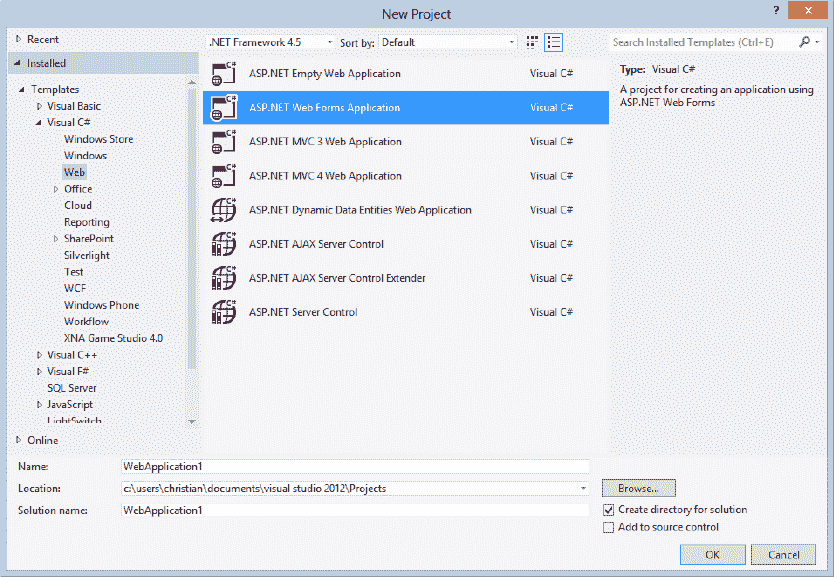 New Project
?
x
Recent
.NET Framework 4.5
Sort by: Default
Search Installed Templates (Ctrl+E)
Installed
Templates
Visual Basic
Visual C#
Windows Store
Windows
Web
Office
Cloud
Reporting
SharePoint
Silverlight
Test
WCF
Windows Phone
Workflow
XNA Game Studio 4.0
Visual C++
Visual F#
SQL Server
JavaScript
LightSwitch
Online
ASP.NET Empty Web Application Visual C#
ASP.NET Web Forms Application Visual C#
ASP.NET MVC 3 Web Application Visual C#
ASP.NET MVC 4 Web Application Visual C#
ASP.NET Dynamic Data Entities Web Application Visual C#
ASP.NET AJAX Server Control Visual C#
ASP.NET AJAX Server Control Extender Visual C#
ASP.NET Server Control Visual C#
Type: Visual C#
A project for creating an application using
ASP.NET Web Forms
Name: WebApplication1
Location: c:\users\christian\documents\visual studio 2012\Projects
Browse...
Solution name: WebApplication1
Create directory for solution
Add to source control
OK
Cancel